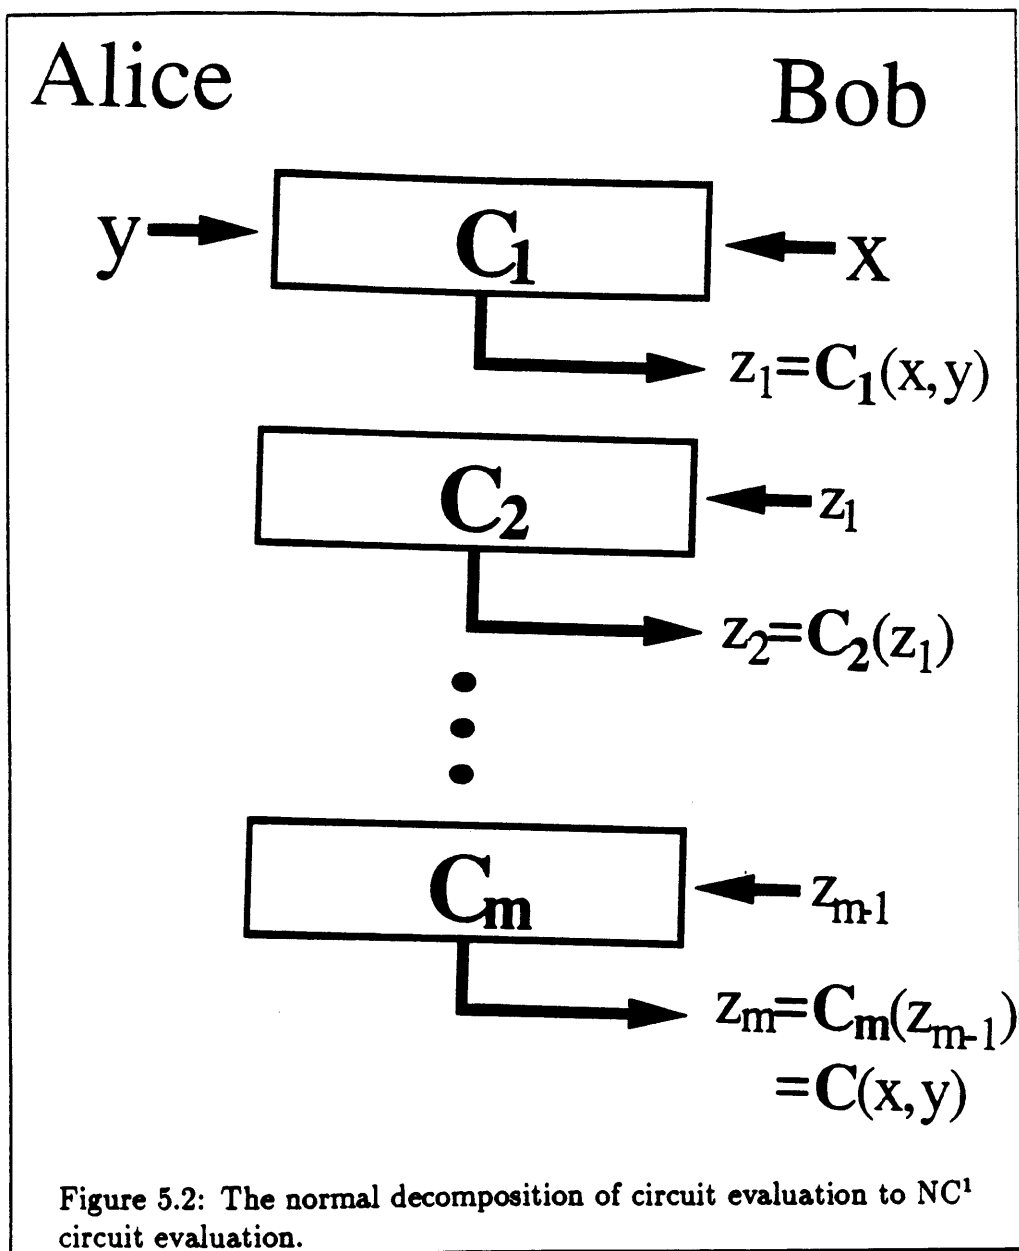 Alice Bob
y C₁ x
z₁=C₁(x,y)
C₂ z₁
z₂=C₂(z₁)
Cₘ zₘ₋₁
zₘ=Cₘ(zₘ₋₁)
=C(x,y)
Figure 5.2: The normal decomposition of circuit evaluation to NC¹
circuit evaluation.